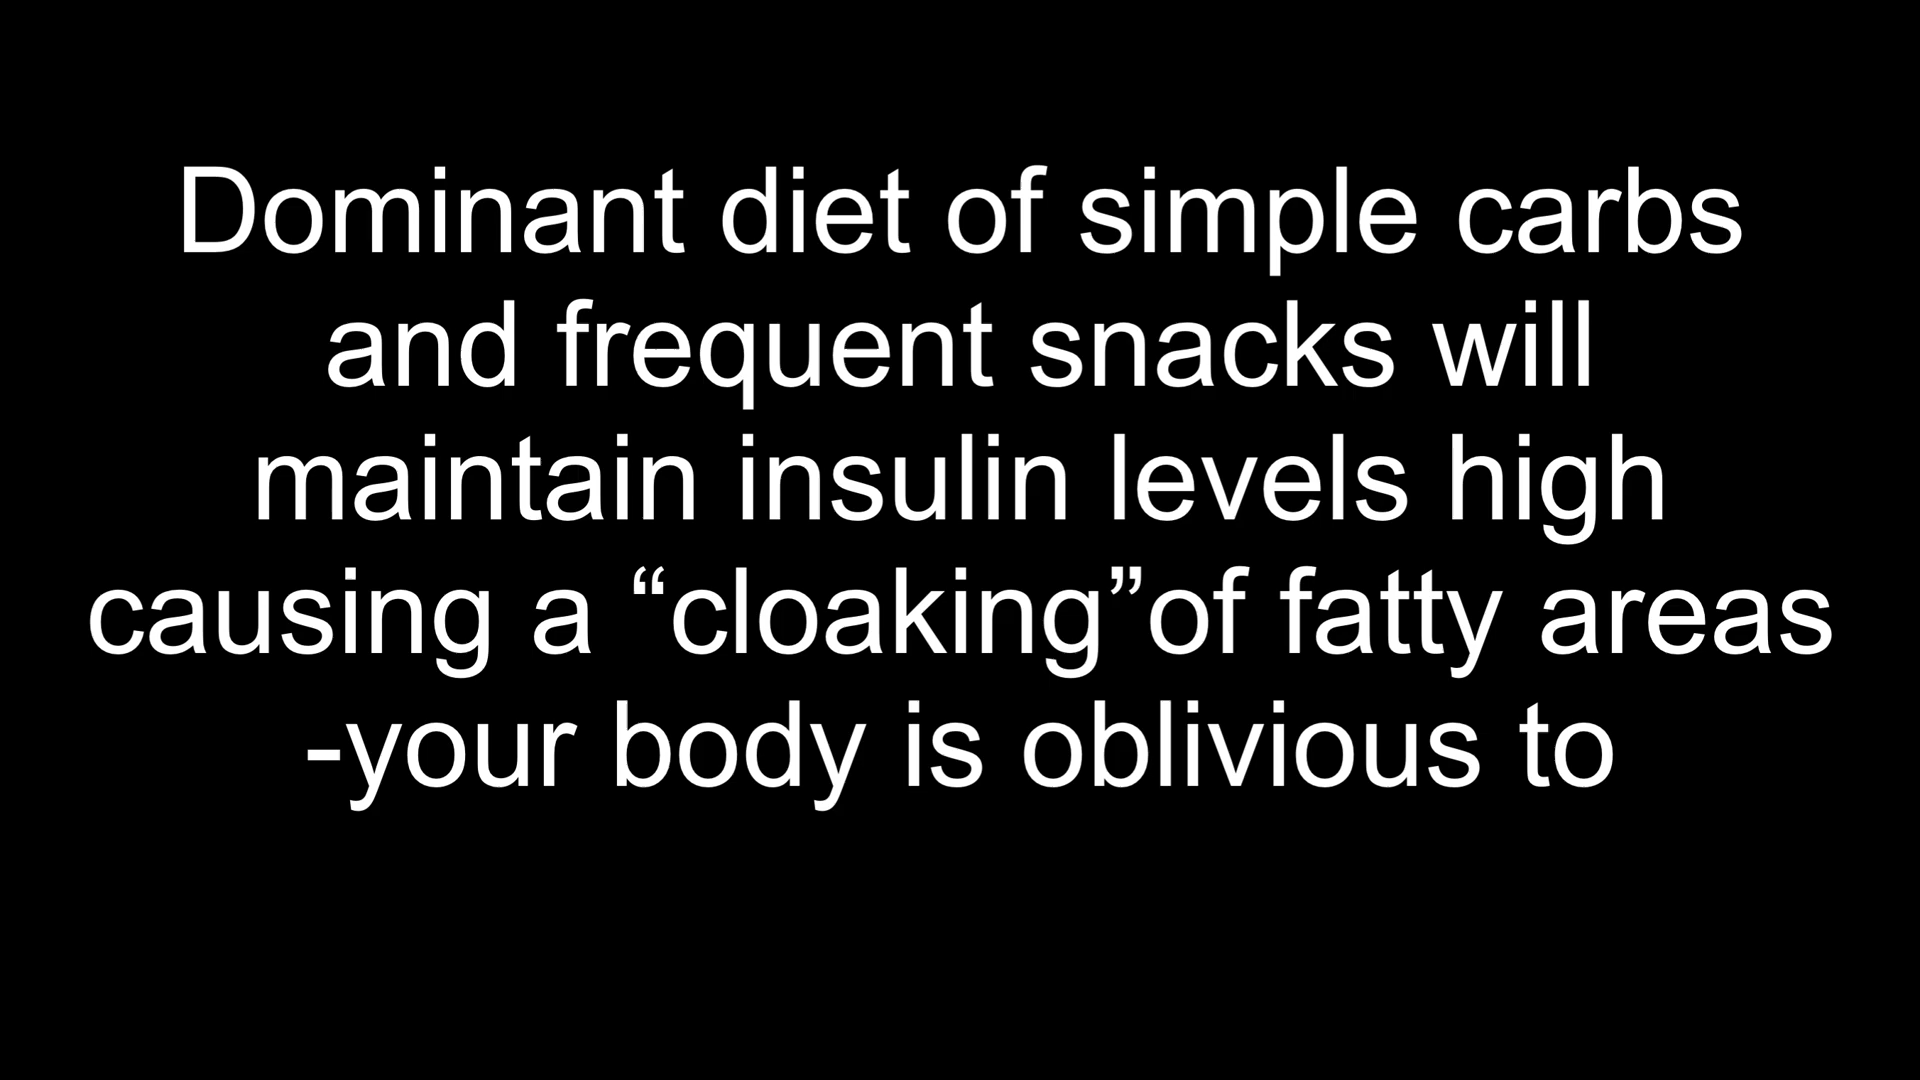 Dominant diet of simple carbs
and frequent snacks will
maintain insulin levels high
causing a “cloaking”of fatty areas
-your body is oblivious to